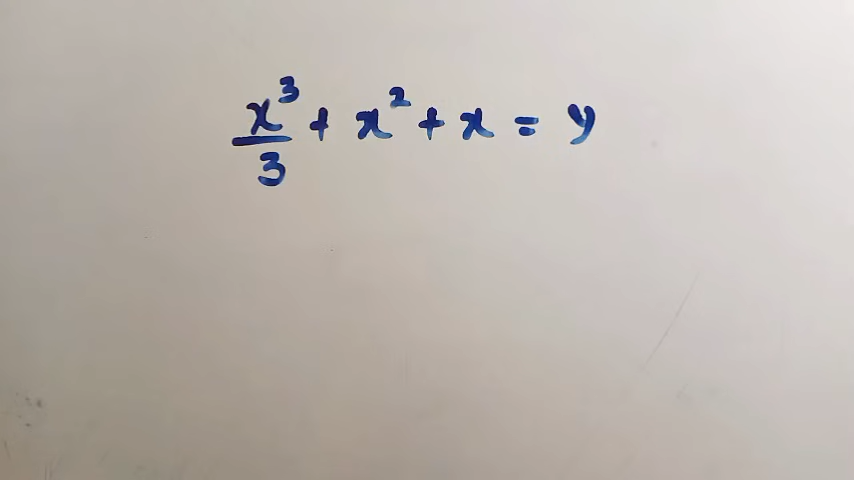 x³/3 + x² + x = y